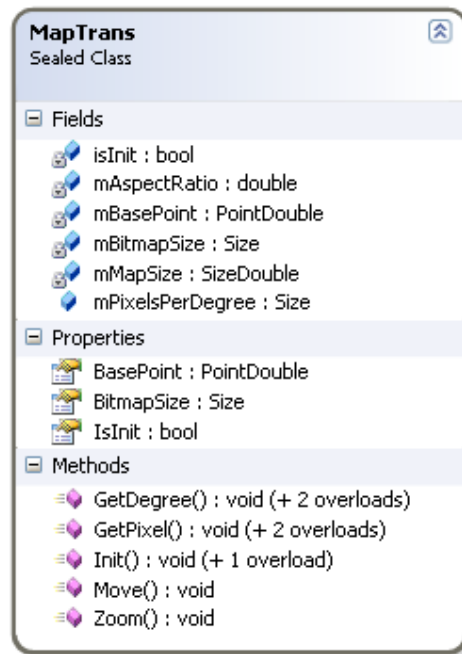 MapTrans
Sealed Class
Fields
isInit : bool
mAspectRatio : double
mBasePoint : PointDouble
mBitmapSize : Size
mMapSize : SizeDouble
mPixelsPerDegree : Size
Properties
BasePoint : PointDouble
BitmapSize : Size
IsInit : bool
Methods
GetDegree() : void (+ 2 overloads)
GetPixel() : void (+ 2 overloads)
Init() : void (+ 1 overload)
Move() : void
Zoom() : void